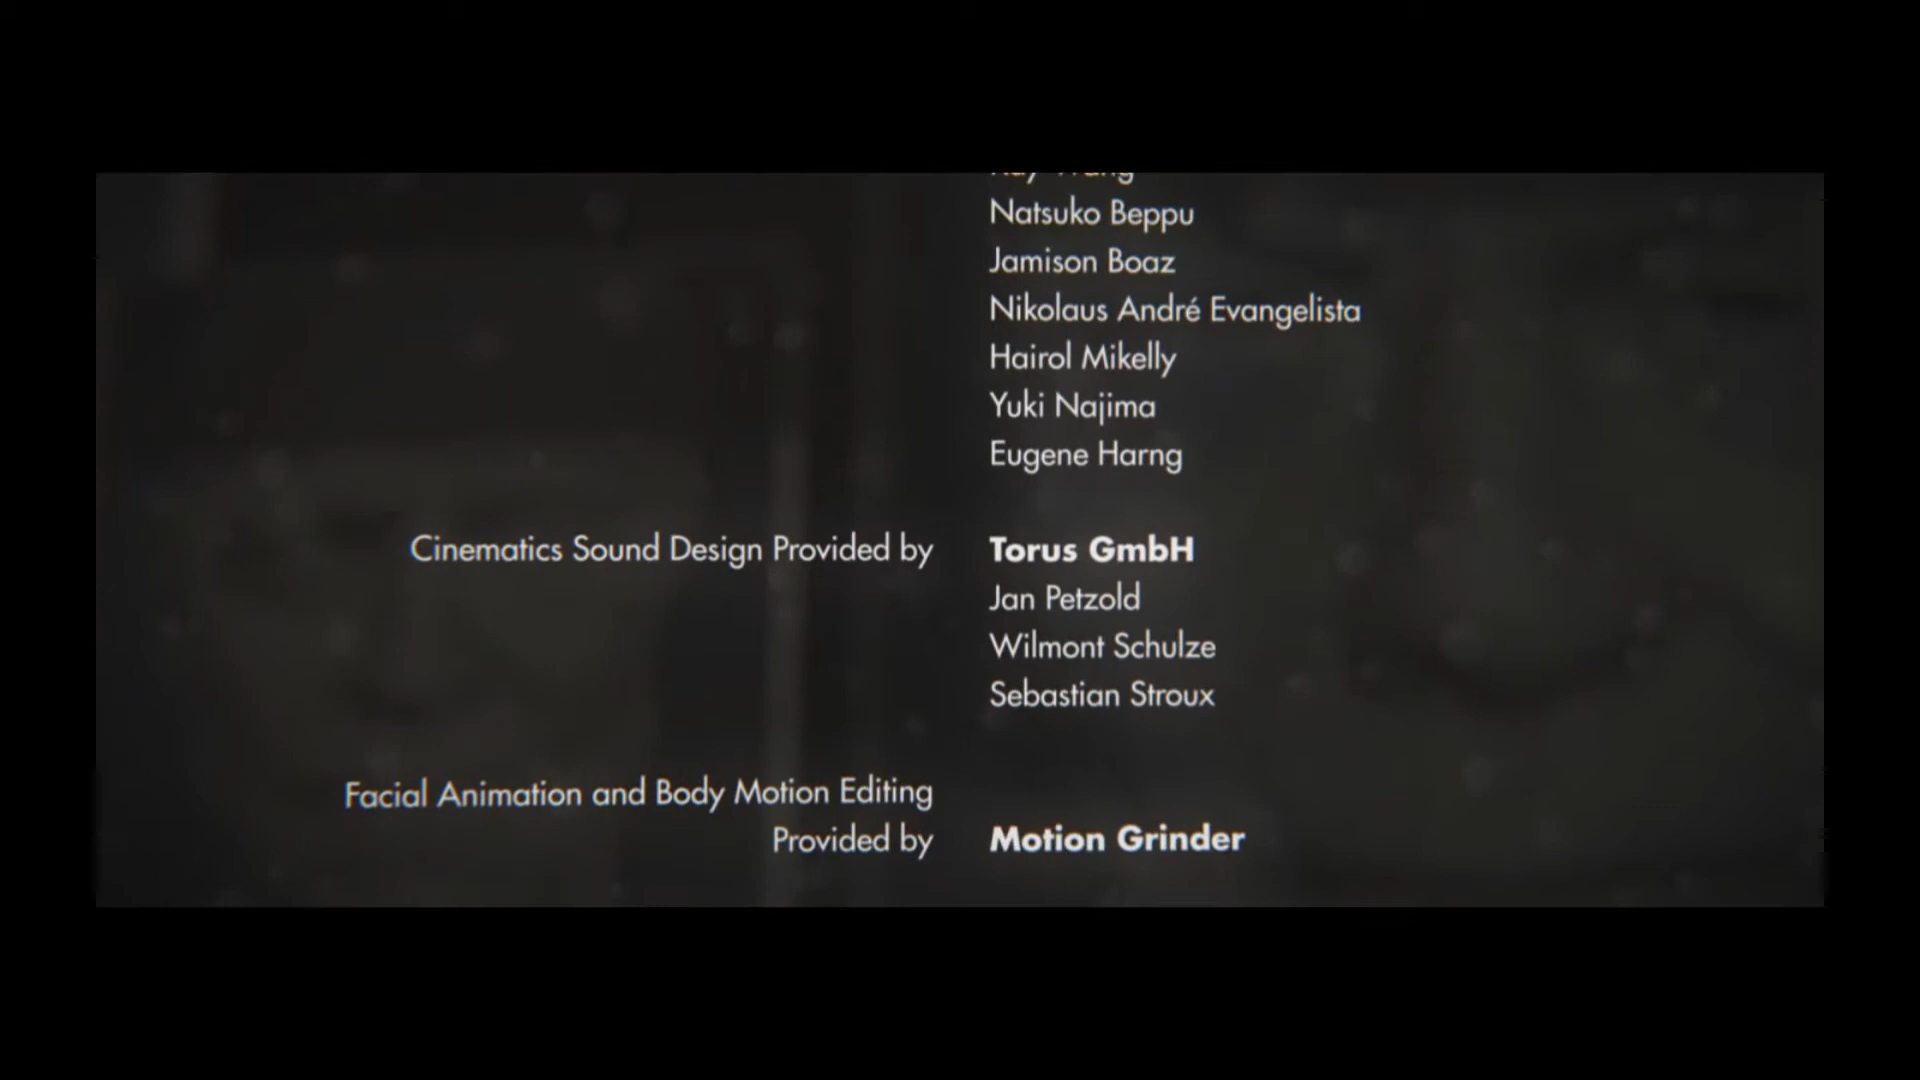 Natsuko Beppu
Jamison Boaz
Nikolaus André Evangelista
Hairol Mikelly
Yuki Najima
Eugene Harng
Cinematics Sound Design Provided by Torus GmbH
Jan Petzold
Wilmont Schulze
Sebastian Stroux
Facial Animation and Body Motion Editing
Provided by Motion Grinder